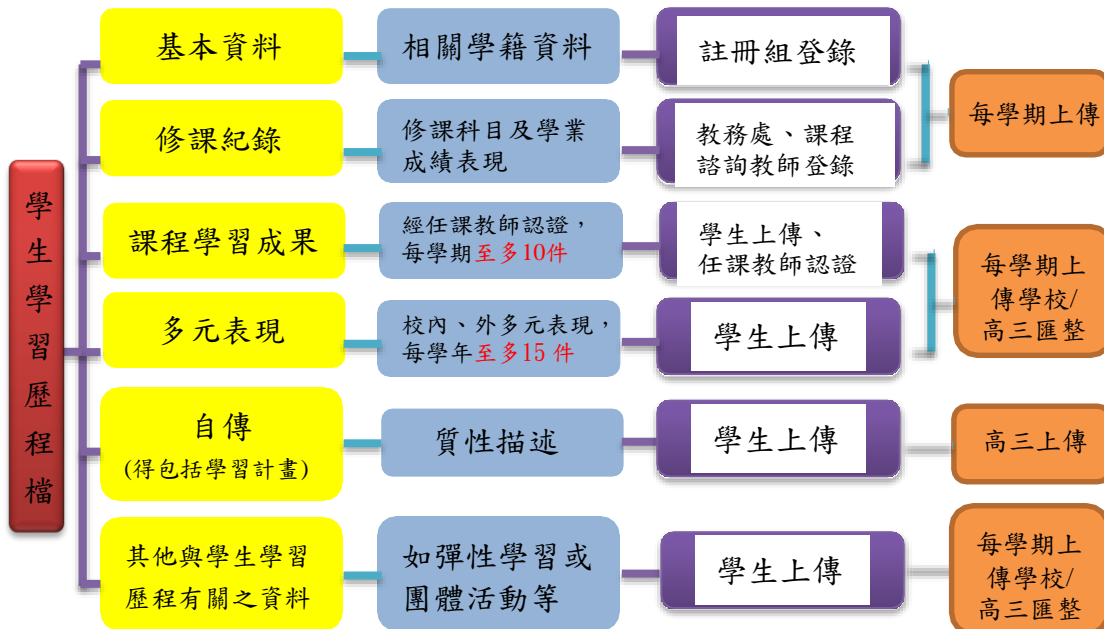 學生學習歷程檔
基本資料
相關學籍資料
註冊組登錄
修課紀錄
修課科目及學業
成績表現
教務處、課程
諮詢教師登錄
每學期上傳
課程學習成果
經任課教師認證，
每學期至多10件
學生上傳、
任課教師認證
多元表現
校內、外多元表現，
每學年至多15 件
學生上傳
每學期上
傳學校/
高三匯整
自傳
(得包括學習計畫)
質性描述
學生上傳
高三上傳
其他與學生學習
歷程有關之資料
如彈性學習或
團體活動等
學生上傳
每學期上
傳學校/
高三匯整